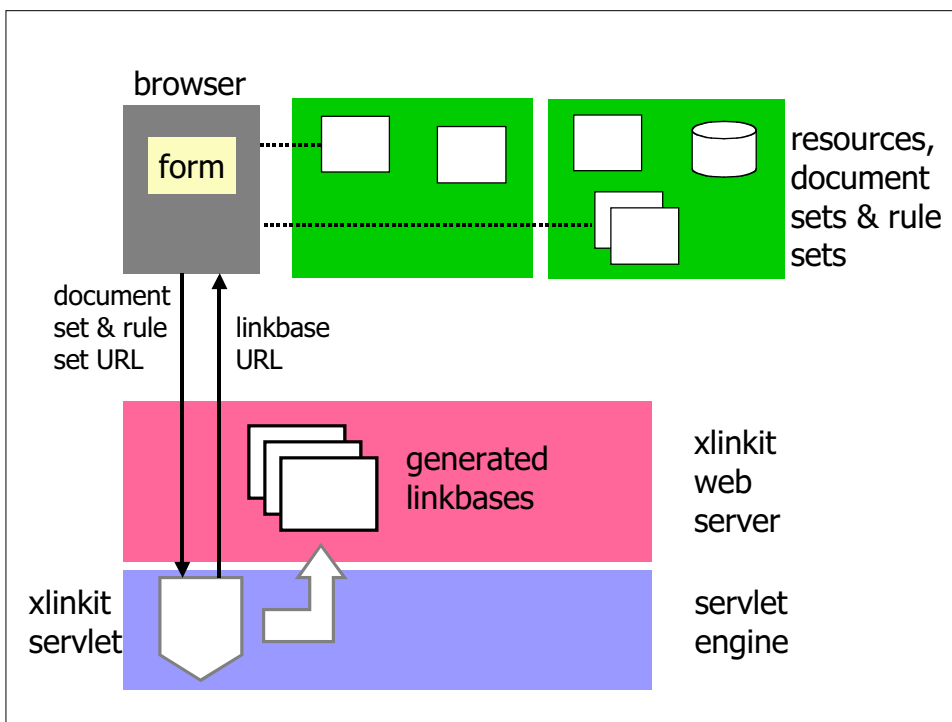 browser
form
resources,
document
sets & rule
sets
document
set & rule
set URL
linkbase
URL
generated
linkbases
xlinkit
web
server
xlinkit
servlet
servlet
engine